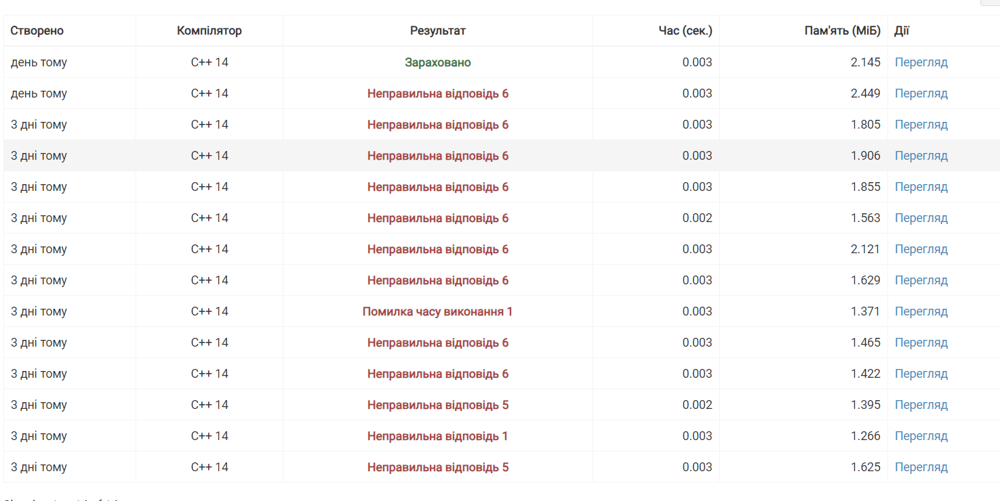 Створено Компілятор Результат Час (сек.) Пам'ять (МіБ) Дії
день тому C++ 14 Зараховано 0.003 2.145 Перегляд
день тому C++ 14 Неправильна відповідь 6 0.003 2.449 Перегляд
3 дні тому C++ 14 Неправильна відповідь 6 0.003 1.805 Перегляд
3 дні тому C++ 14 Неправильна відповідь 6 0.003 1.906 Перегляд
3 дні тому C++ 14 Неправильна відповідь 6 0.003 1.855 Перегляд
3 дні тому C++ 14 Неправильна відповідь 6 0.002 1.563 Перегляд
3 дні тому C++ 14 Неправильна відповідь 6 0.003 2.121 Перегляд
3 дні тому C++ 14 Неправильна відповідь 6 0.003 1.629 Перегляд
3 дні тому C++ 14 Помилка часу виконання 1 0.003 1.371 Перегляд
3 дні тому C++ 14 Неправильна відповідь 6 0.003 1.465 Перегляд
3 дні тому C++ 14 Неправильна відповідь 6 0.003 1.422 Перегляд
3 дні тому C++ 14 Неправильна відповідь 5 0.002 1.395 Перегляд
3 дні тому C++ 14 Неправильна відповідь 1 0.003 1.266 Перегляд
3 дні тому C++ 14 Неправильна відповідь 5 0.003 1.625 Перегляд